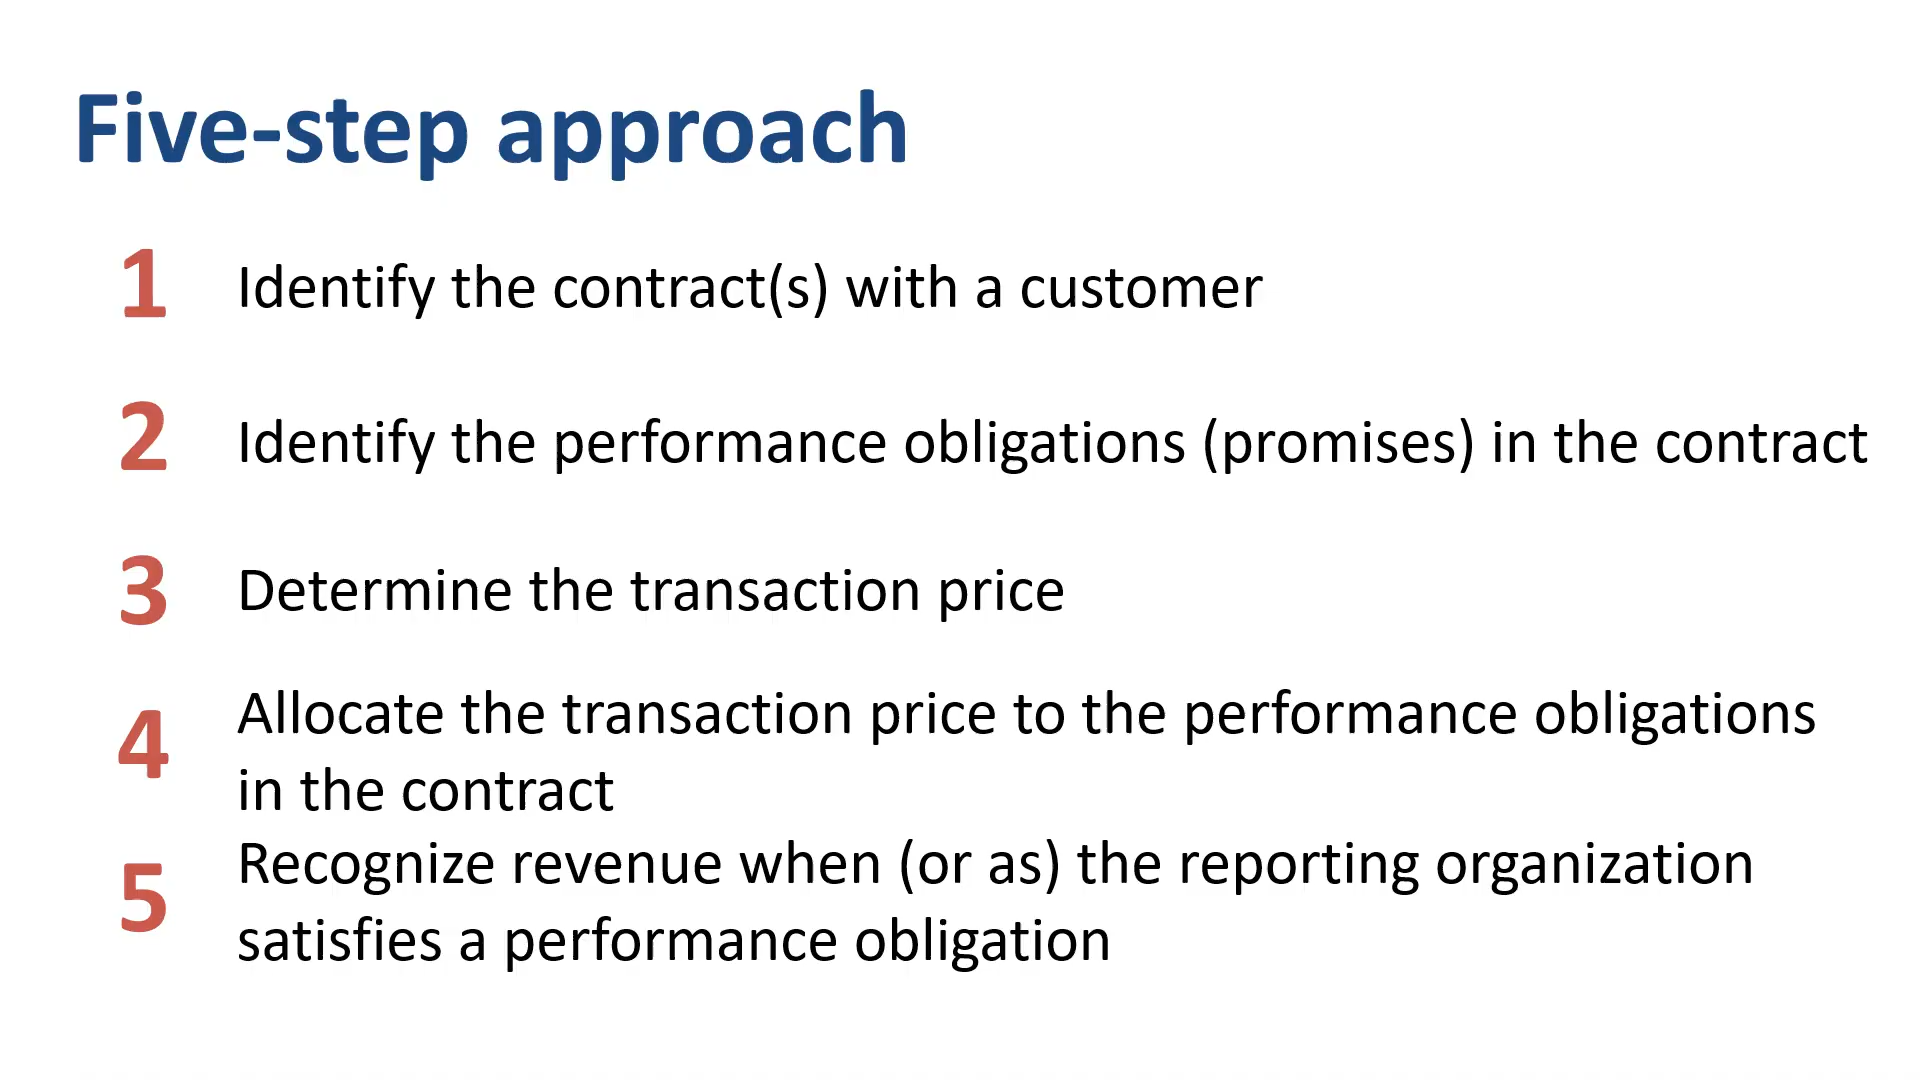 Five-step approach
1 Identify the contract(s) with a customer
2 Identify the performance obligations (promises) in the contract
3 Determine the transaction price
4 Allocate the transaction price to the performance obligations
in the contract
5 Recognize revenue when (or as) the reporting organization
satisfies a performance obligation